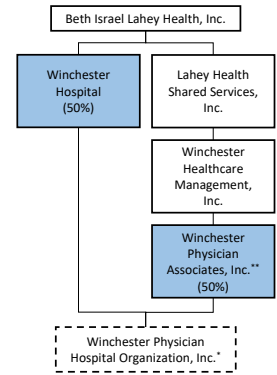 Beth Israel Lahey Health, Inc.
Winchester
Hospital
(50%)
Lahey Health
Shared Services,
Inc.
Winchester
Healthcare
Management,
Inc.
Winchester
Physician
Associates, Inc.**
(50%)
Winchester Physician
Hospital Organization, Inc.*